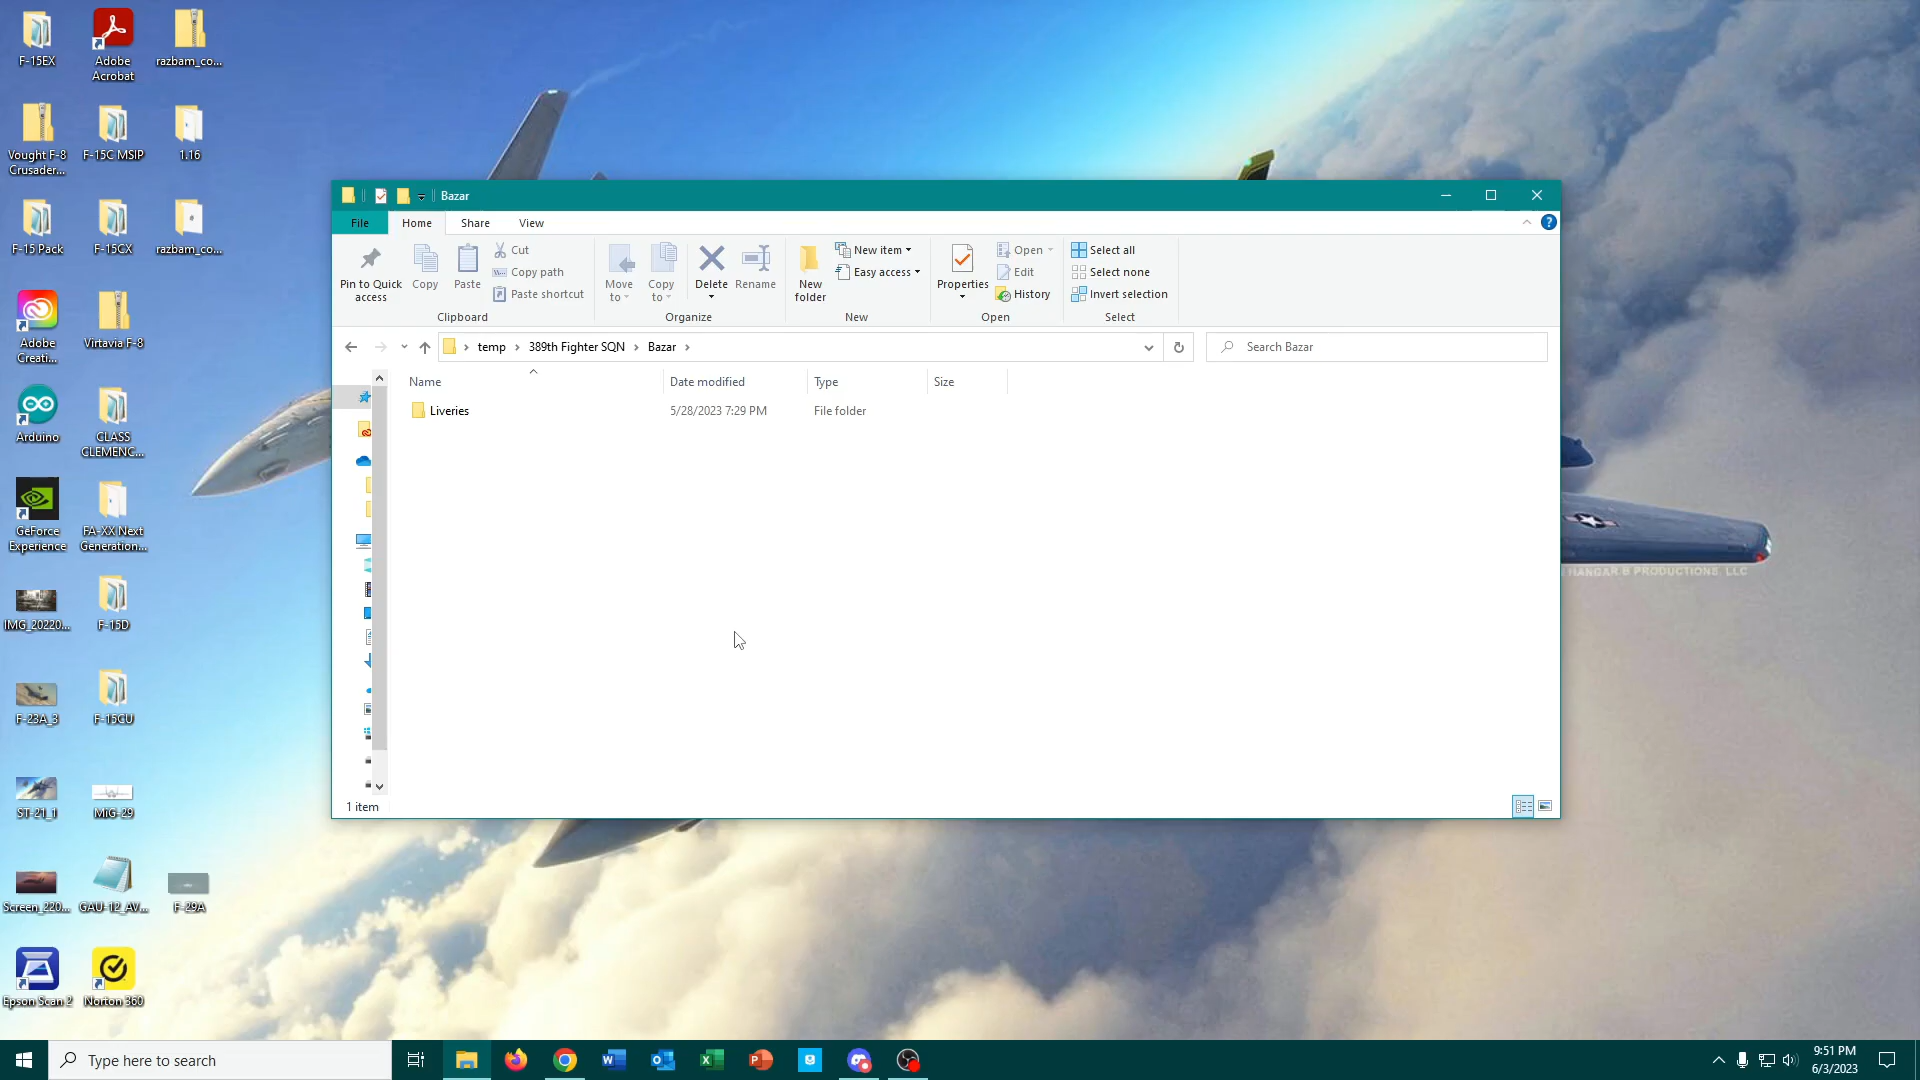 F-15EX
Adobe
Acrobat
razbam_co...
Vought F-8
Crusader...
F-15C MSIP
1.16
F-15 Pack
F-15CX
razbam_co...
Adobe
Creati...
Virtavia F-8
Arduino
CLASS
CLEMENC...
GeForce
Experience
FA-XX Next
Generation...
IMG_20220...
F-15D
F-23A_3
F-15CU
ST-21_1
MiG-29
Screen_220...
GAU-12_AV...
F-29A
Epson Scan 2
Norton 360
Bazar
File
Home
Share
View
Pin to Quick
access
Copy
Paste
Cut
Copy path
Paste shortcut
Clipboard
Move
to
Copy
to
Delete
Rename
Organize
New
folder
New item
Easy access
New
Properties
Open
Edit
History
Open
Select all
Select none
Invert selection
Select
temp
389th Fighter SQN
Bazar
Search Bazar
Name
Date modified
Type
Size
Liveries
5/28/2023 7:29 PM
File folder
1 item
HANGAR B PRODUCTIONS, LLC
Type here to search
9:51 PM
6/3/2023